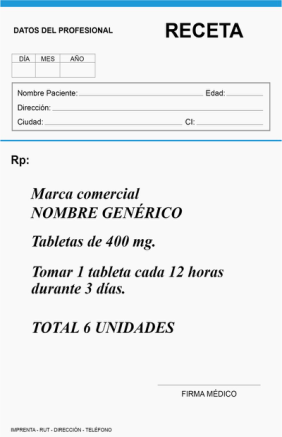 DATOS DEL PROFESIONAL RECETA
DÍA MES AÑO
Nombre Paciente: Edad:
Dirección:
Ciudad: CI:
Rp:
Marca comercial
NOMBRE GENÉRICO
Tabletas de 400 mg.
Tomar 1 tableta cada 12 horas
durante 3 días.
TOTAL 6 UNIDADES
FIRMA MÉDICO
IMPRENTA - RUT - DIRECCIÓN - TELÉFONO